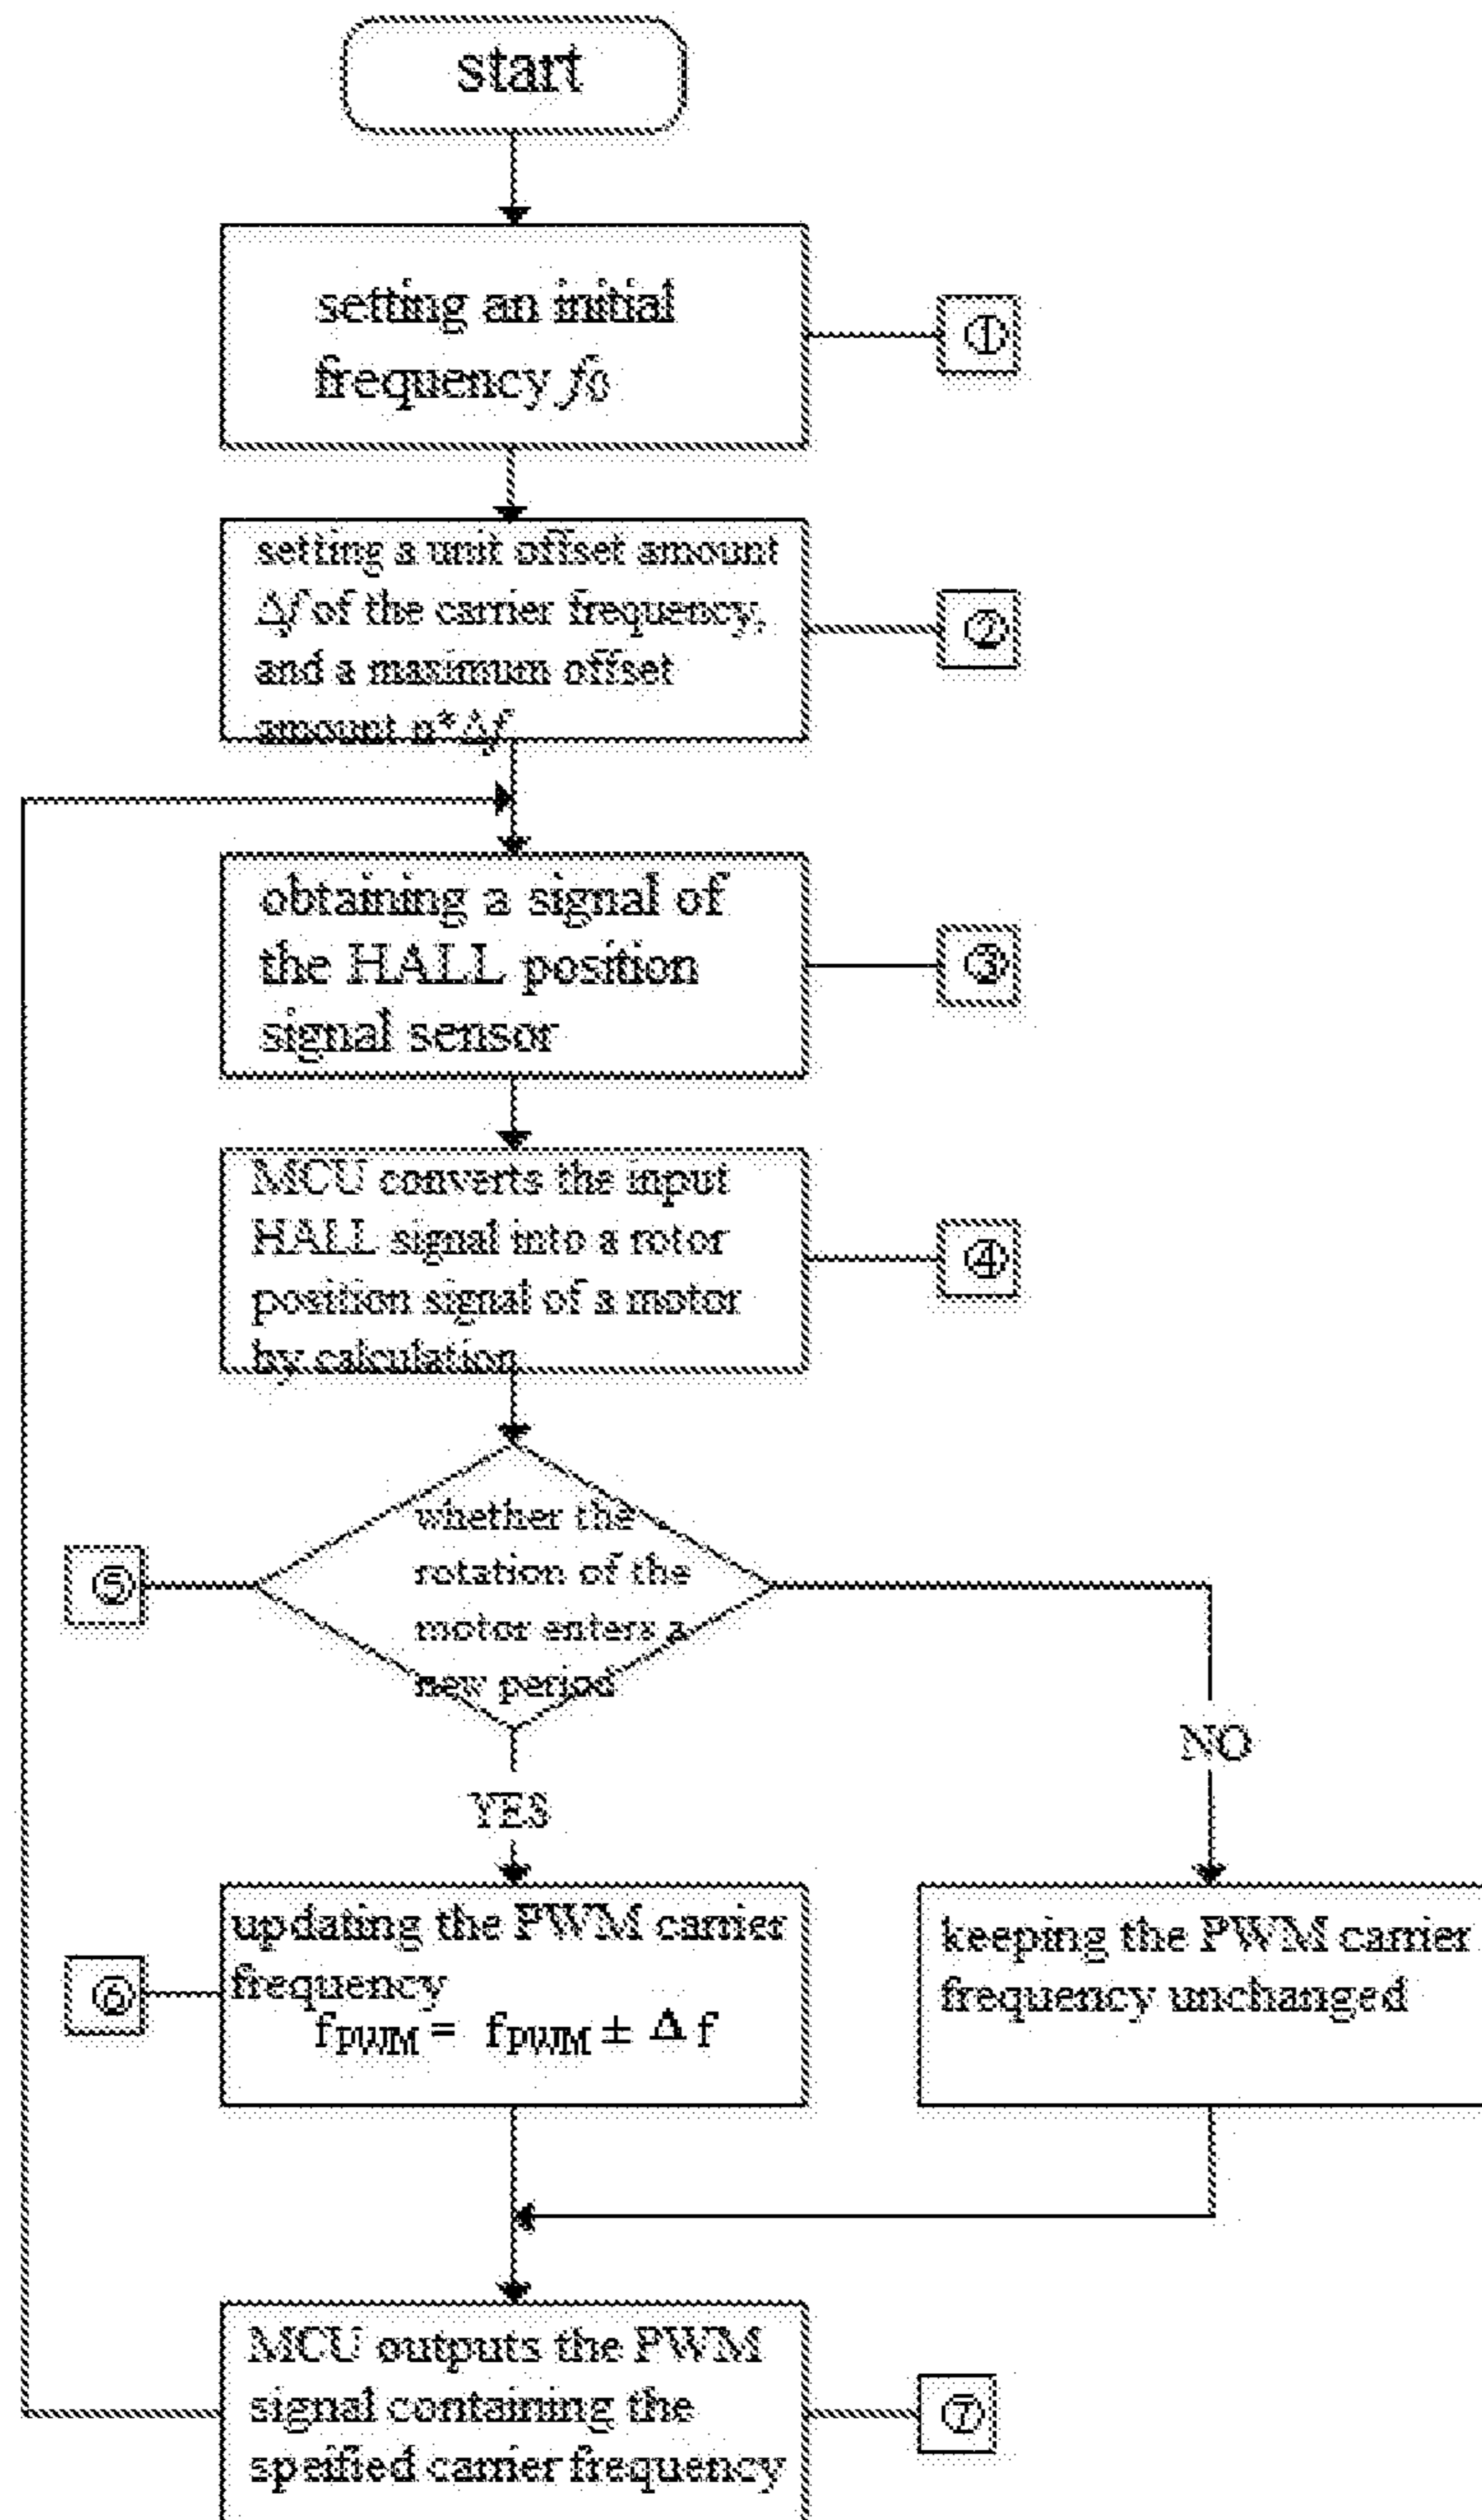 start
setting an initial
frequency f0
①
setting a unit offset amount
Δf of the carrier frequency,
and a maximum offset
amount n*Δf
②
obtaining a signal of
the HALL position
signal sensor
③
MCU converts the input
HALL signal into a rotor
position signal of a motor
by calculation
④
whether the
rotation of the
motor enters a
new period
⑤
NO
YES
updating the PWM carrier
frequency
fPWM = fPWM ± Δ f
⑥
keeping the PWM carrier
frequency unchanged
MCU outputs the PWM
signal containing the
speified carrier frequency
⑦